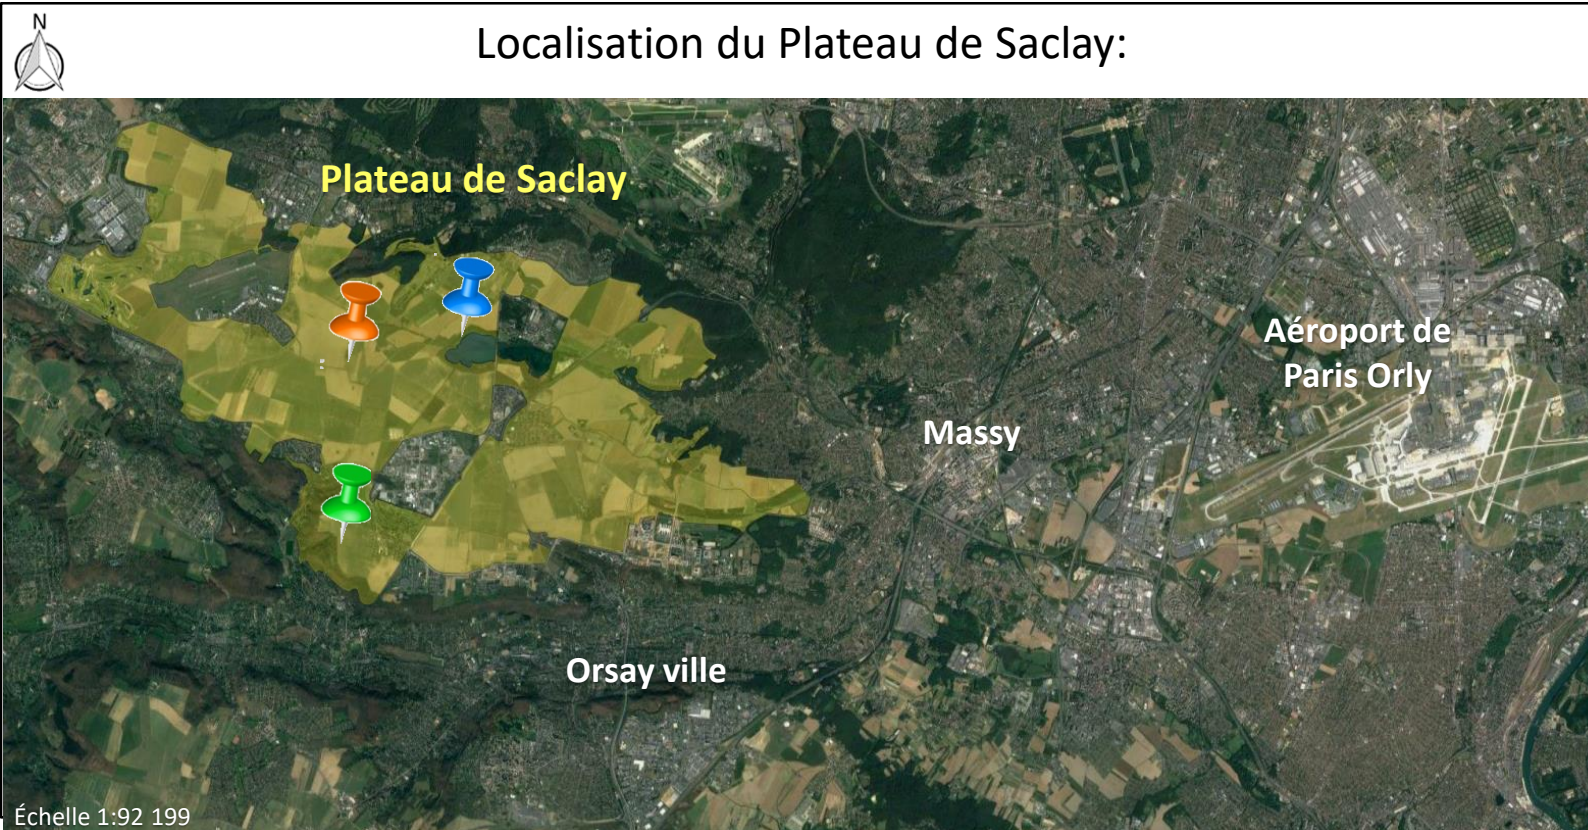 N
Localisation du Plateau de Saclay:
Plateau de Saclay
Aéroport de
Paris Orly
Massy
Orsay ville
Échelle 1:92 199